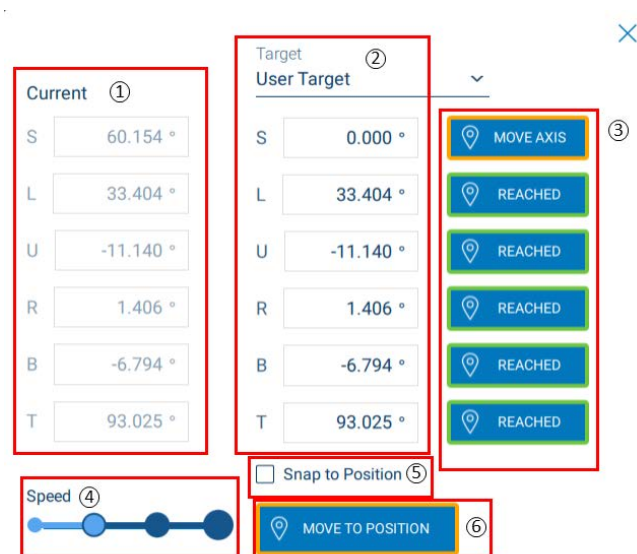 Target ②
User Target
Current ①
S 60.154 ° S 0.000 ° MOVE AXIS ③
L 33.404 ° L 33.404 ° REACHED
U -11.140 ° U -11.140 ° REACHED
R 1.406 ° R 1.406 ° REACHED
B -6.794 ° B -6.794 ° REACHED
T 93.025 ° T 93.025 ° REACHED
Snap to Position ⑤
Speed ④
MOVE TO POSITION ⑥